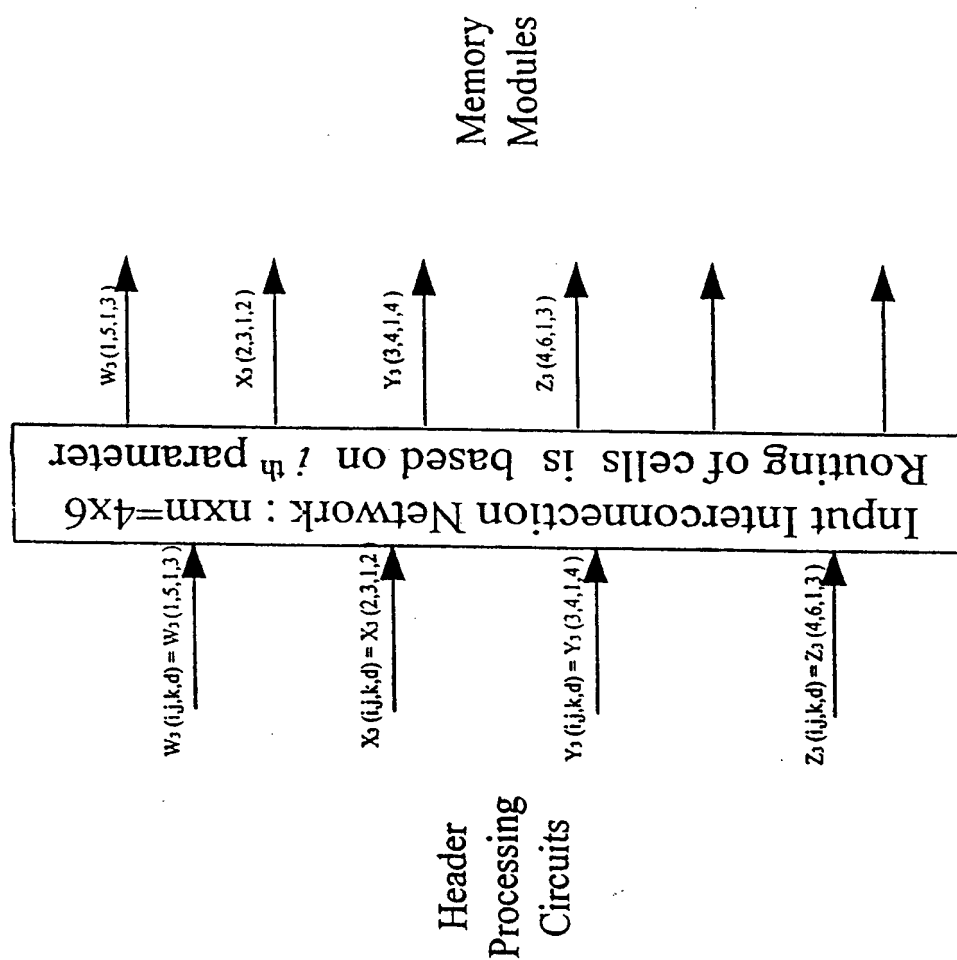 Header
Processing
Circuits
W₃ (i,j,k,d) = W₃ (1,5,1,3)
X₃ (i,j,k,d) = X₃ (2,3,1,2)
Y₃ (i,j,k,d) = Y₃ (3,4,1,4)
Z₃ (i,j,k,d) = Z₃ (4,6,1,3)
Input Interconnection Network : nxm=4x6
Routing of cells is based on i th parameter
W₃ (1,5,1,3)
X₃ (2,3,1,2)
Y₃ (3,4,1,4)
Z₃ (4,6,1,3)
Memory
Modules